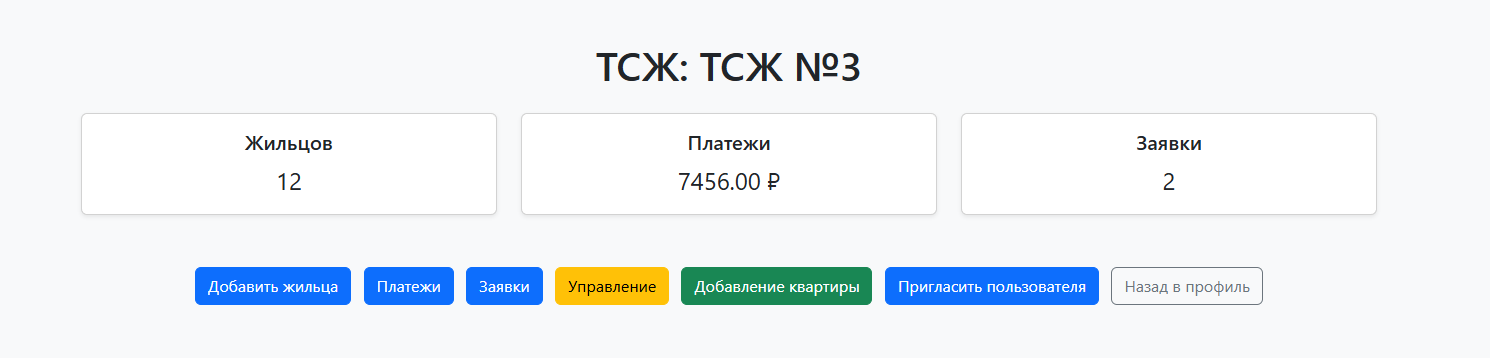 ТСЖ: ТСЖ №3
Жильцов
12
Платежи
7456.00 ₽
Заявки
2
Добавить жильца
Платежи
Заявки
Управление
Добавление квартиры
Пригласить пользователя
Назад в профиль